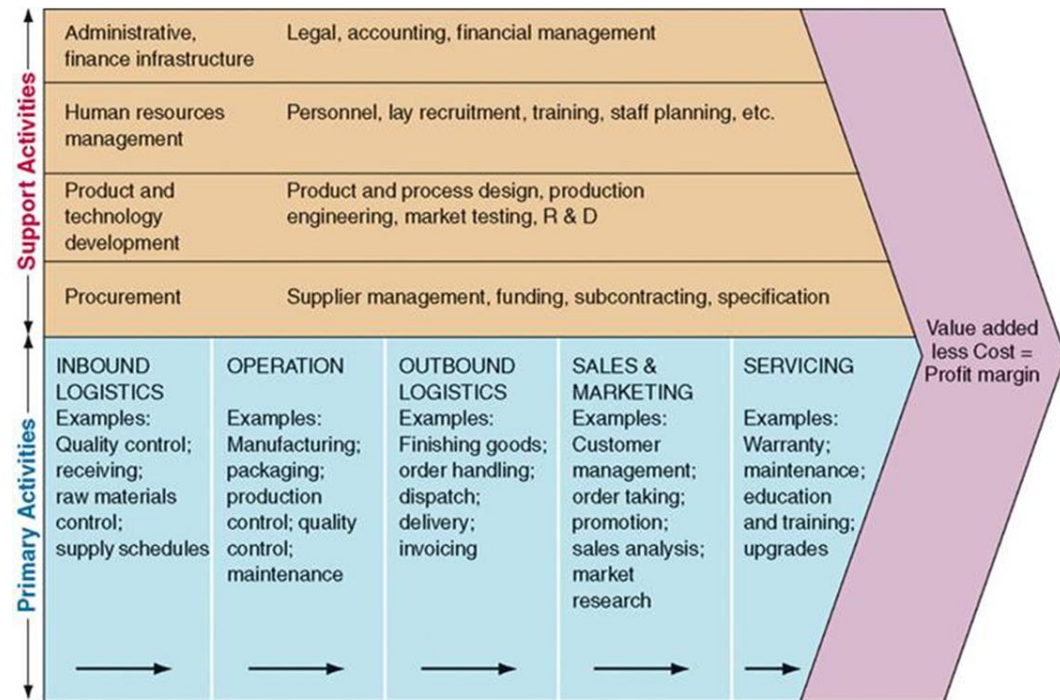 Support Activities
Administrative,
finance infrastructure
Legal, accounting, financial management
Human resources
management
Personnel, lay recruitment, training, staff planning, etc.
Product and
technology
development
Product and process design, production
engineering, market testing, R & D
Procurement
Supplier management, funding, subcontracting, specification
Primary Activities
INBOUND
LOGISTICS
Examples:
Quality control;
receiving;
raw materials
control;
supply schedules
OPERATION
Examples:
Manufacturing;
packaging;
production
control; quality
control;
maintenance
OUTBOUND
LOGISTICS
Examples:
Finishing goods;
order handling;
dispatch;
delivery;
invoicing
SALES &
MARKETING
Examples:
Customer
management;
order taking;
promotion;
sales analysis;
market
research
SERVICING
Examples:
Warranty;
maintenance;
education
and training;
upgrades
Value added
less Cost =
Profit margin